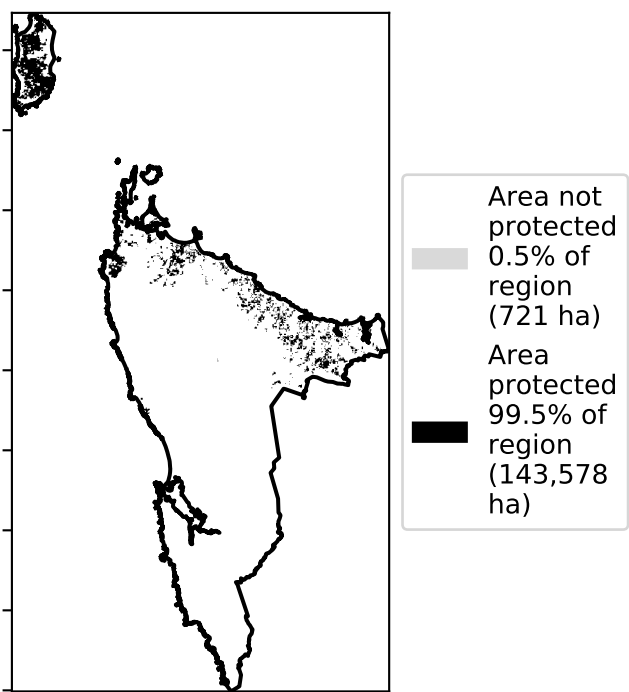 Area not
protected
0.5% of
region
(721 ha)
Area
protected
99.5% of
region
(143,578
ha)